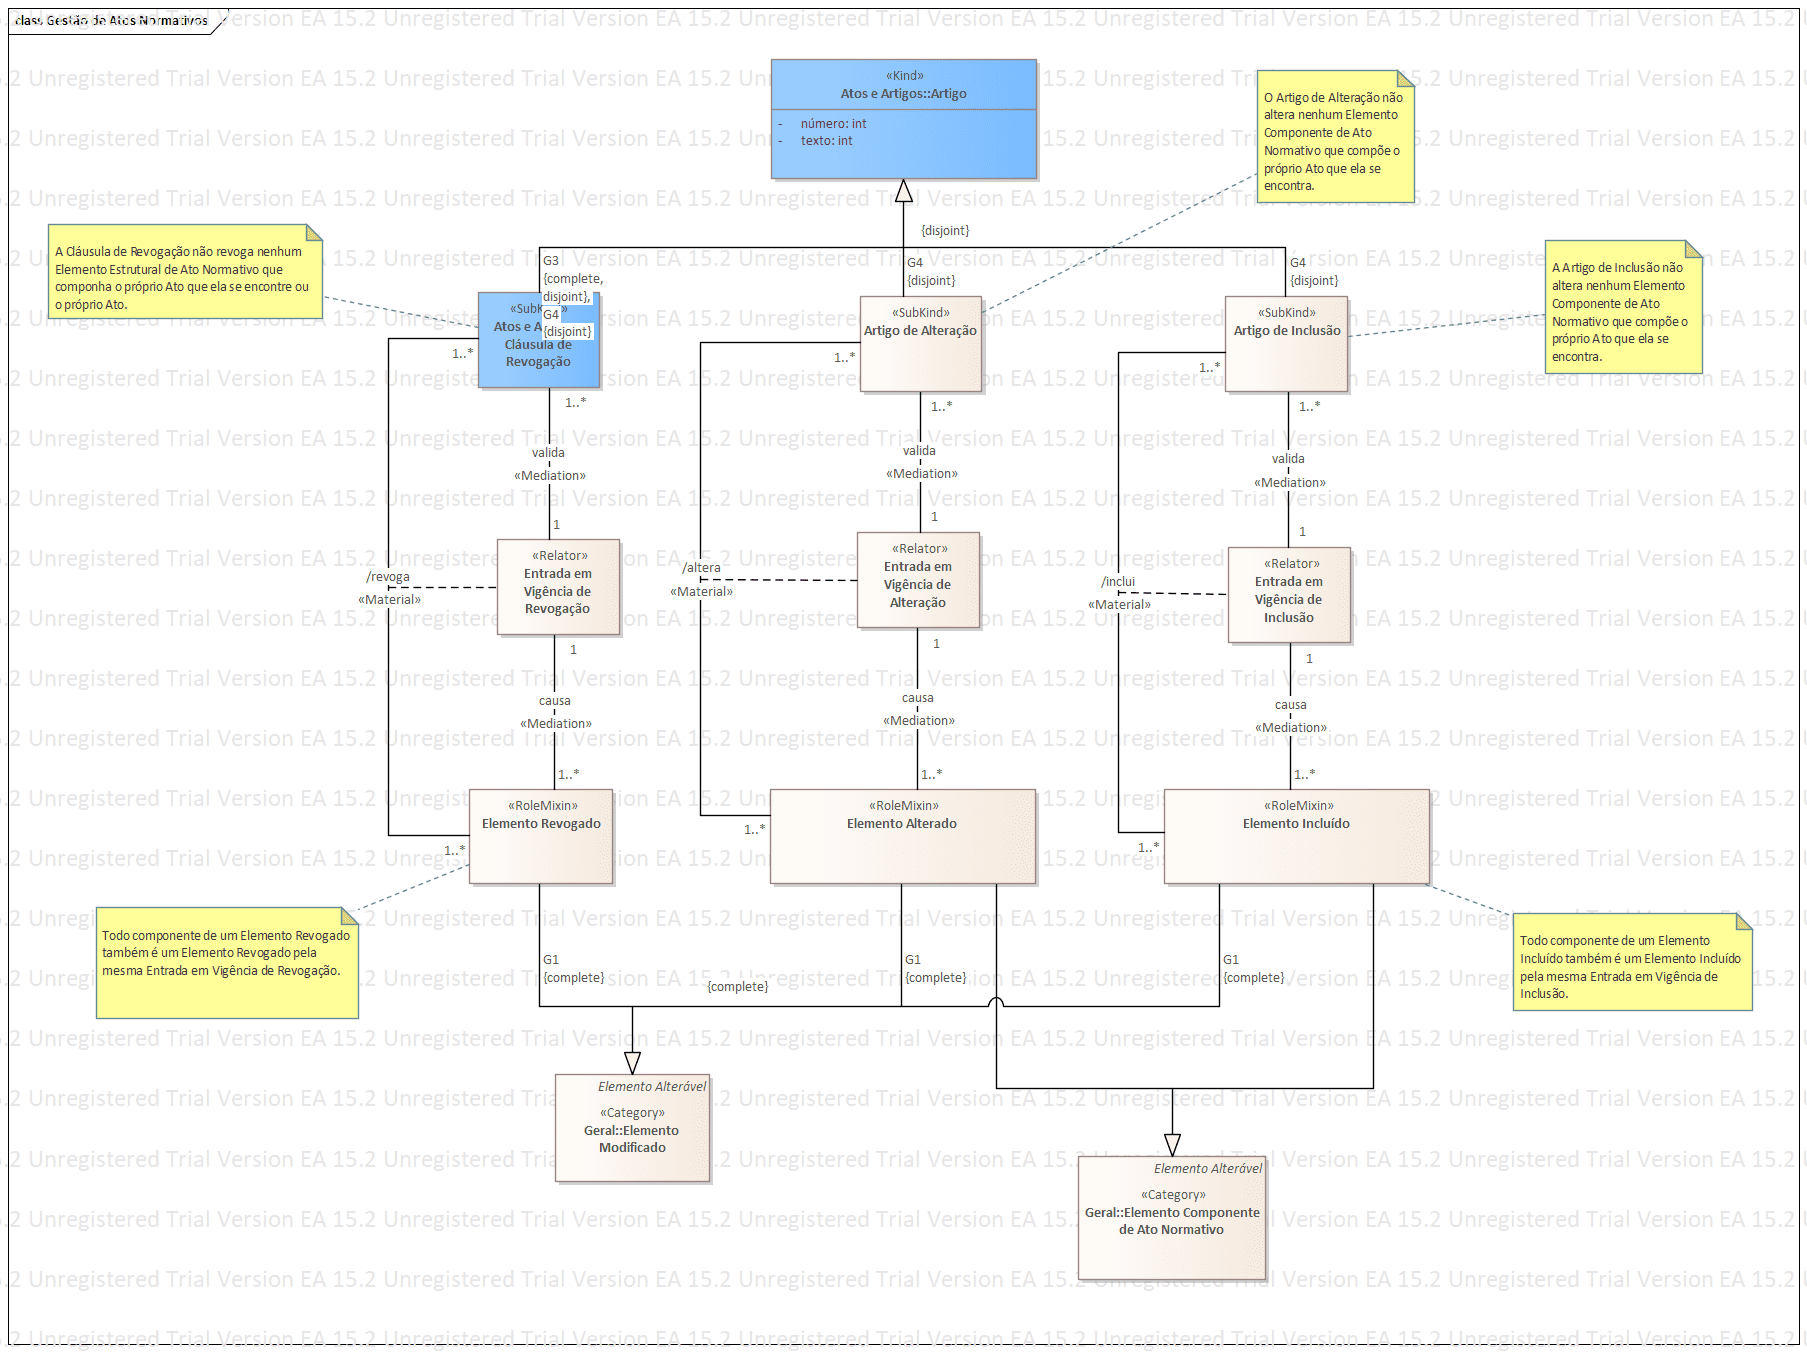 class Gestão de Atos Normativos
«Kind»
Atos e Artigos::Artigo
- número: int
- texto: int
O Artigo de Alteração não
altera nenhum Elemento
Componente de Ato
Normativo que compõe o
próprio Ato que ela se
encontra.
A Cláusula de Revogação não revoga nenhum
Elemento Estrutural de Ato Normativo que
componha o próprio Ato que ela se encontre ou
o próprio Ato.
A Artigo de Inclusão não
altera nenhum Elemento
Componente de Ato
Normativo que compõe o
próprio Ato que ela se
encontra.
{disjoint}
G3
{complete,
disjoint},
G4
{disjoint}
G4
{disjoint}
G4
{disjoint}
Atos e A
Cláusula de
Revogação
«SubKind»
Artigo de Alteração
«SubKind»
Artigo de Inclusão
1..*
1..*
1..*
1..*
1..*
1..*
valida
«Mediation»
valida
«Mediation»
valida
«Mediation»
1
1
1
«Relator»
Entrada em
Vigência de
Revogação
«Relator»
Entrada em
Vigência de
Alteração
«Relator»
Entrada em
Vigência de
Inclusão
/revoga
«Material»
/altera
«Material»
/inclui
«Material»
1
1
1
causa
«Mediation»
causa
«Mediation»
causa
«Mediation»
1..*
1..*
1..*
«RoleMixin»
Elemento Revogado
«RoleMixin»
Elemento Alterado
«RoleMixin»
Elemento Incluído
1..*
1..*
1..*
Todo componente de um Elemento Revogado
também é um Elemento Revogado pela
mesma Entrada em Vigência de Revogação.
Todo componente de um Elemento
Incluído também é um Elemento Incluído
pela mesma Entrada em Vigência de
Inclusão.
G1
{complete}
G1
{complete}
G1
{complete}
{complete}
Elemento Alterável
«Category»
Geral::Elemento
Modificado
Elemento Alterável
«Category»
Geral::Elemento Componente
de Ato Normativo
Unregistered Trial Version EA 15.2